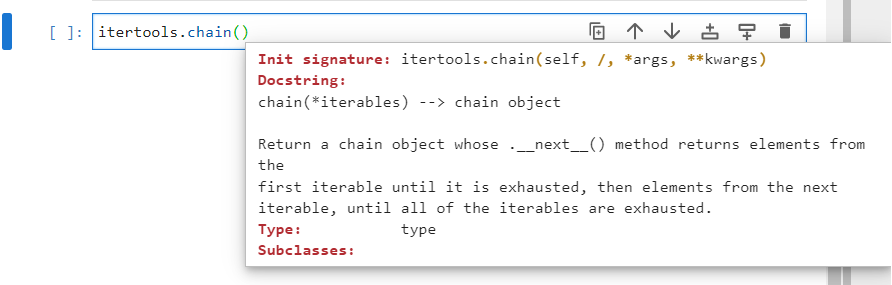 [ ]: itertools.chain()
Init signature: itertools.chain(self, /, *args, **kwargs)
Docstring:
chain(*iterables) --> chain object
Return a chain object whose .__next__() method returns elements from
the
first iterable until it is exhausted, then elements from the next
iterable, until all of the iterables are exhausted.
Type: type
Subclasses: